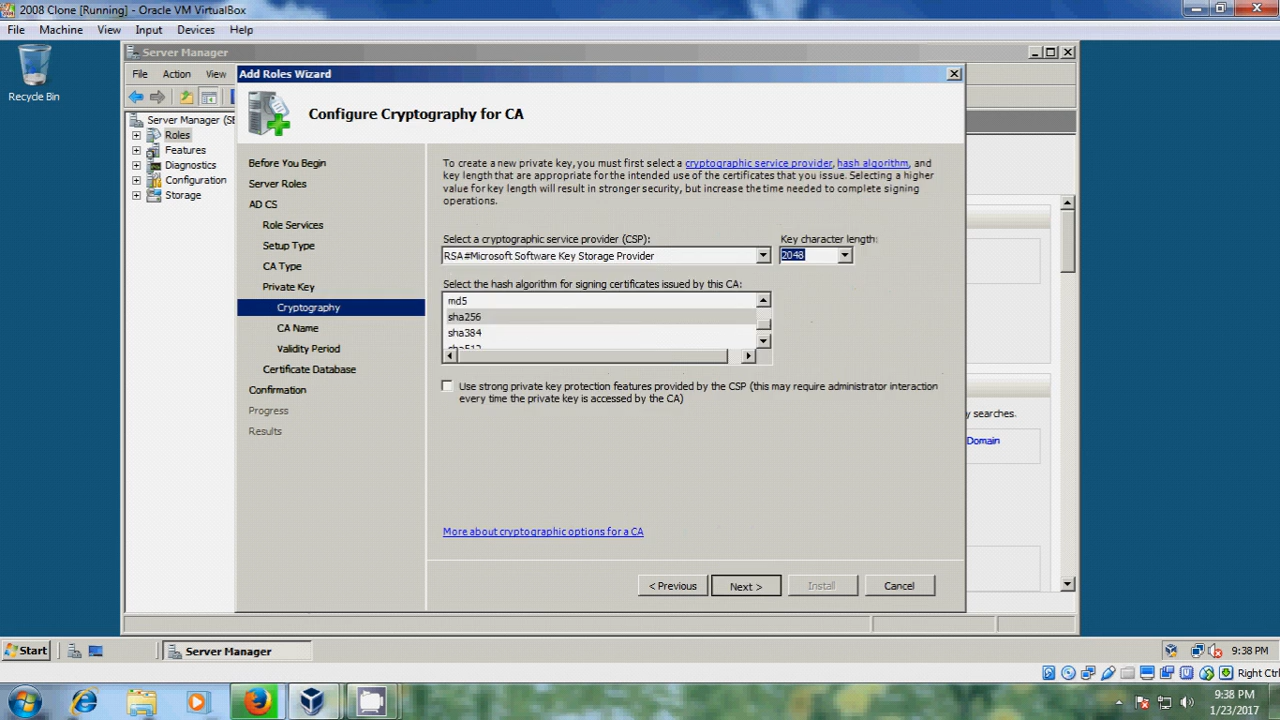 2008 Clone [Running] - Oracle VM VirtualBox
File Machine View Input Devices Help
Recycle Bin
Server Manager
File Action View
Server Manager (SE
Roles
Features
Diagnostics
Configuration
Storage
Add Roles Wizard
Configure Cryptography for CA
Before You Begin
Server Roles
AD CS
Role Services
Setup Type
CA Type
Private Key
Cryptography
CA Name
Validity Period
Certificate Database
Confirmation
Progress
Results
To create a new private key, you must first select a cryptographic service provider, hash algorithm, and
key length that are appropriate for the intended use of the certificates that you issue. Selecting a higher
value for key length will result in stronger security, but increase the time needed to complete signing
operations.
Select a cryptographic service provider (CSP): Key character length:
RSA#Microsoft Software Key Storage Provider 2048
Select the hash algorithm for signing certificates issued by this CA:
md5
sha256
sha384
sha512
Use strong private key protection features provided by the CSP (this may require administrator interaction
every time the private key is accessed by the CA)
More about cryptographic options for a CA
< Previous Next > Install Cancel
y searches.
Domain
Start Server Manager 9:38 PM
Right Ctrl
9:38 PM
1/23/2017